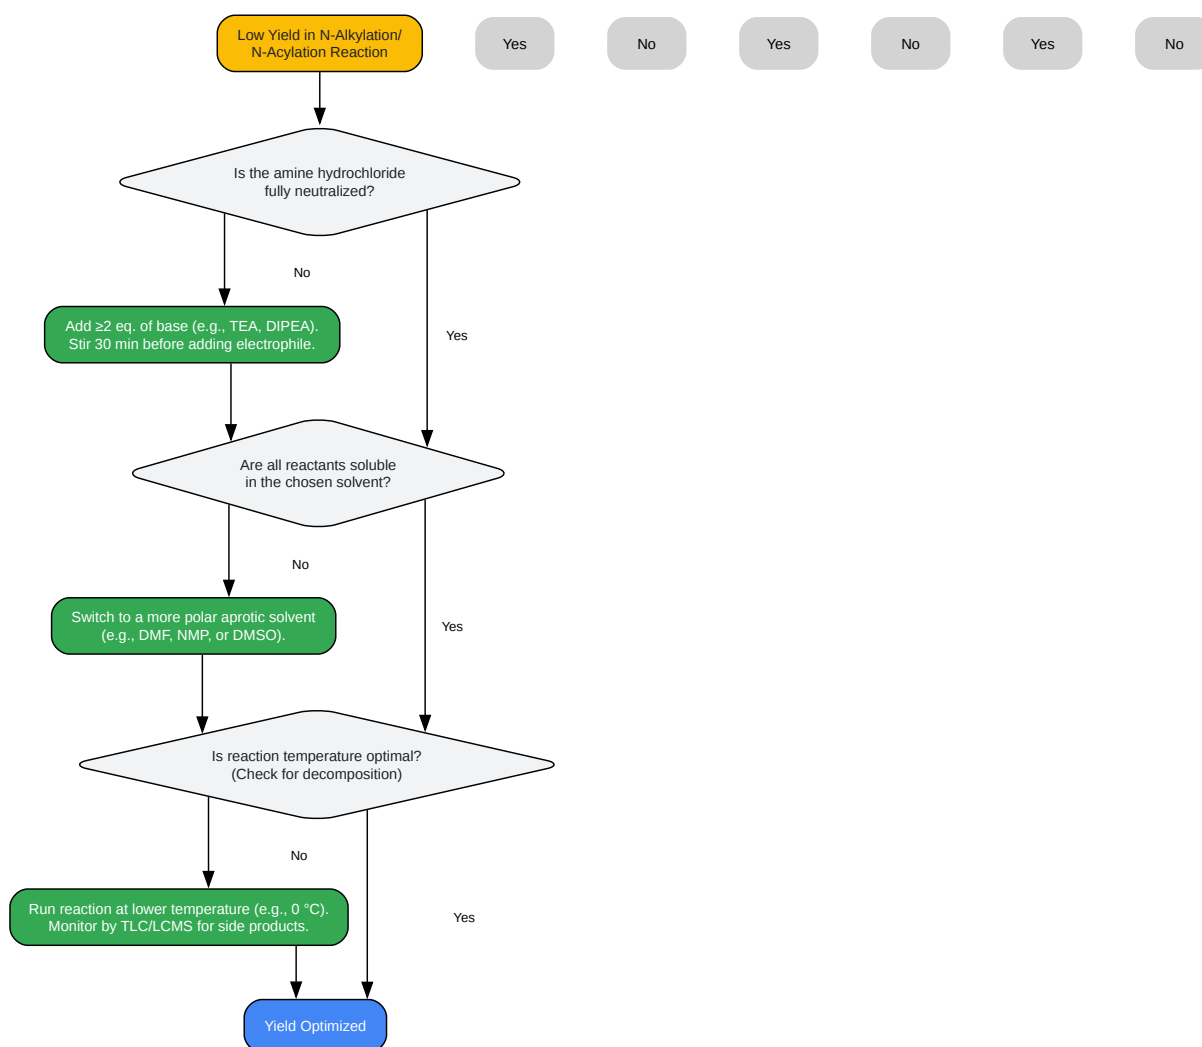 Low Yield in N-Alkylation/
N-Acylation Reaction
Yes
No
Yes
No
Yes
No
Is the amine hydrochloride
fully neutralized?
No
Add ≥2 eq. of base (e.g., TEA, DIPEA).
Stir 30 min before adding electrophile.
Yes
Are all reactants soluble
in the chosen solvent?
No
Switch to a more polar aprotic solvent
(e.g., DMF, NMP, or DMSO).
Yes
Is reaction temperature optimal?
(Check for decomposition)
No
Run reaction at lower temperature (e.g., 0 °C).
Monitor by TLC/LCMS for side products.
Yes
Yield Optimized